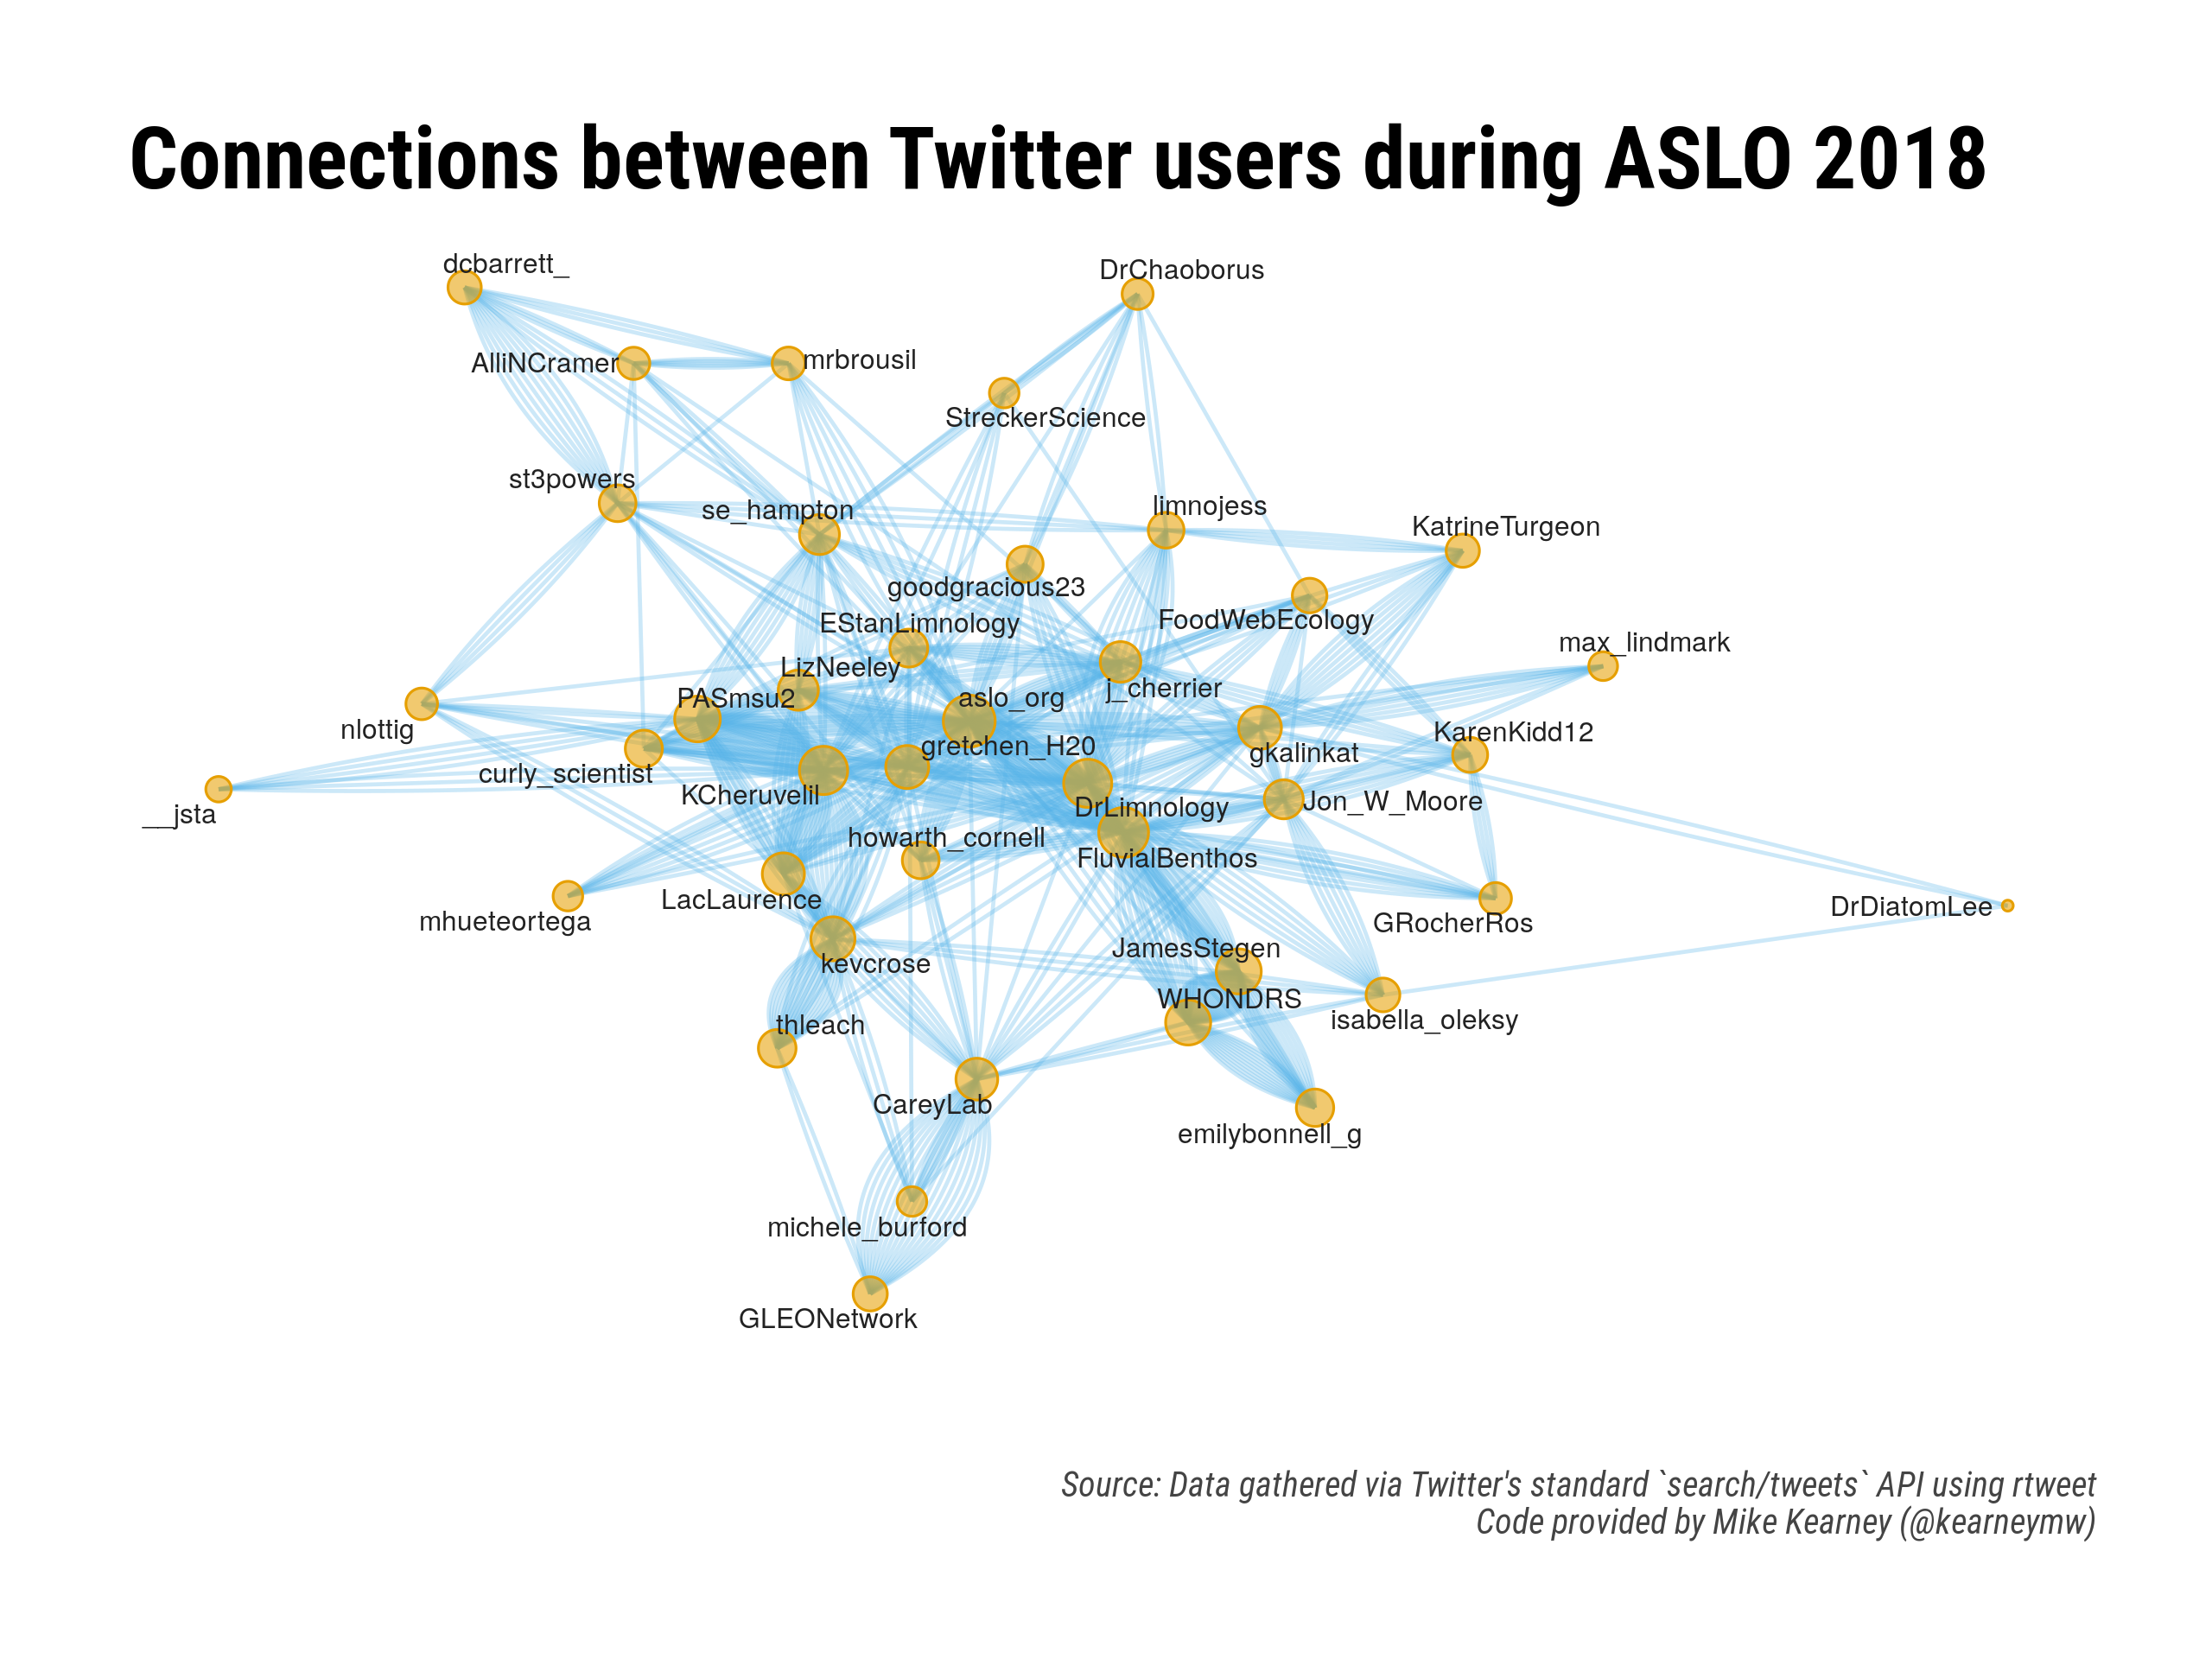 Connections between Twitter users during ASLO 2018
dcbarrett_
DrChaoborus
AlliNCramer
mrbrousil
StreckerScience
st3powers
se_hampton
limnojess
KatrineTurgeon
goodgracious23
EStanLimnology
FoodWebEcology
max_lindmark
LizNeeley
PASmsu2
aslo_org
j_cherrier
nlottig
gretchen_H20
gkalinkat
KarenKidd12
curly_scientist
KCheruvelil
DrLimnology
Jon_W_Moore
__jsta
howarth_cornell
FluvialBenthos
LacLaurence
mhueteortega
GRocherRos
DrDiatomLee
kevcrose
JamesStegen
WHONDRS
isabella_oleksy
thleach
CareyLab
emilybonnell_g
michele_burford
GLEONetwork
Source: Data gathered via Twitter's standard `search/tweets` API using rtweet
Code provided by Mike Kearney (@kearneymw)